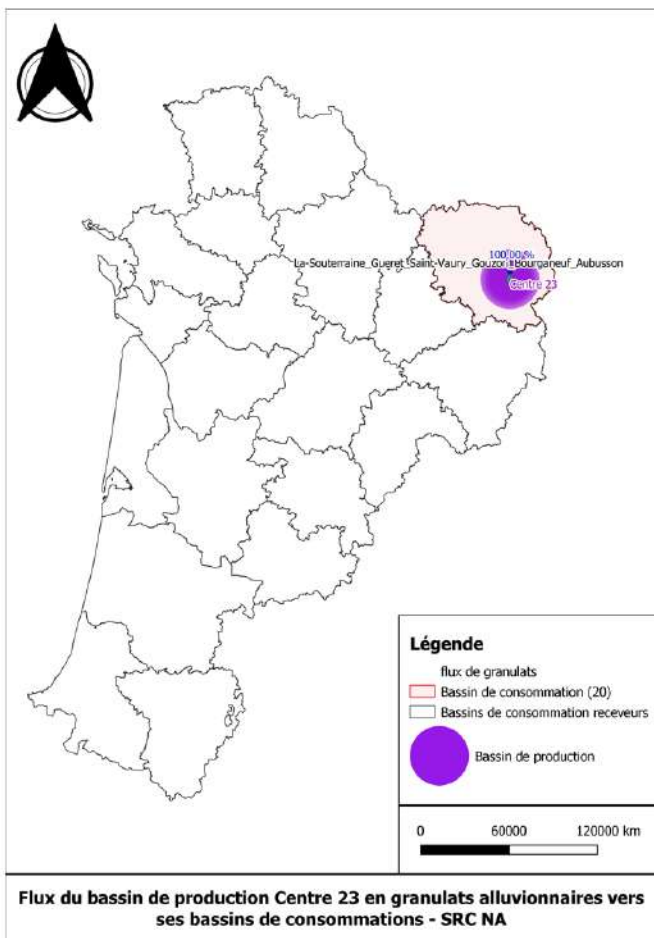 100,00 %
La-Souterraine_Gueret_Saint-Vaury_Gouzon_Bourganeuf_Aubusson
Centre 23
Légende
flux de granulats
Bassin de consommation (20)
Bassins de consommation receveurs
Bassin de production
0 60000 120000 km
Flux du bassin de production Centre 23 en granulats alluvionnaires vers
ses bassins de consommations - SRC NA